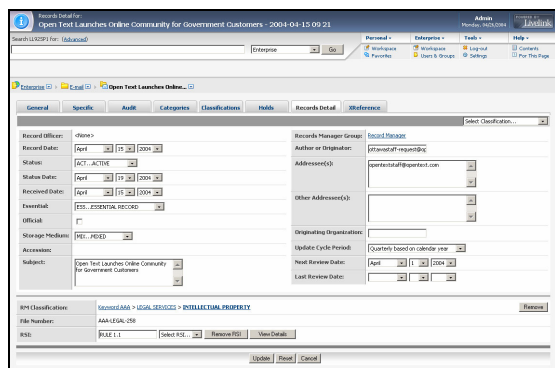 Records Detail for:
Open Text Launches Online Community for Government Customers - 2004-04-15 09 21
Admin
POWERED BY
Livelink
Search LL925P1 for: (Advanced)
Enterprise
Go
Personal
Workspace
Favorites
Enterprise
Workspace
Users & Groups
Tools
Log-out
Settings
Help
Contents
For This Page
Enterprise > E-mail > Open Text Launches Online...
General Specific Audit Categories Classifications Holds Records Detail XReference
Select Classification...
Record Officer: <None>
Record Date: April 15 2004
Status: ACT...ACTIVE
Status Date: April 19 2004
Received Date: April 15 2004
Essential: ESS...ESSENTIAL RECORD
Official:
Storage Medium: MIX...MIXED
Accession:
Subject: Open Text Launches Online Community
for Government Customers
Records Manager Group: Record Manager
Author or Originator: ottawastaff-request@op
Addressee(s): opentextstaff@opentext.com
Other Addressee(s):
Originating Organization:
Update Cycle Period: Quarterly based on calendar year
Next Review Date: April 1 2004
Last Review Date:
RM Classification: Keyword AAA > LEGAL SERVICES > INTELLECTUAL PROPERTY
Remove
File Number: AAA-LEGAL-258
RSI: RULE 1.1 Select RSI... Remove RSI View Details
Update Reset Cancel